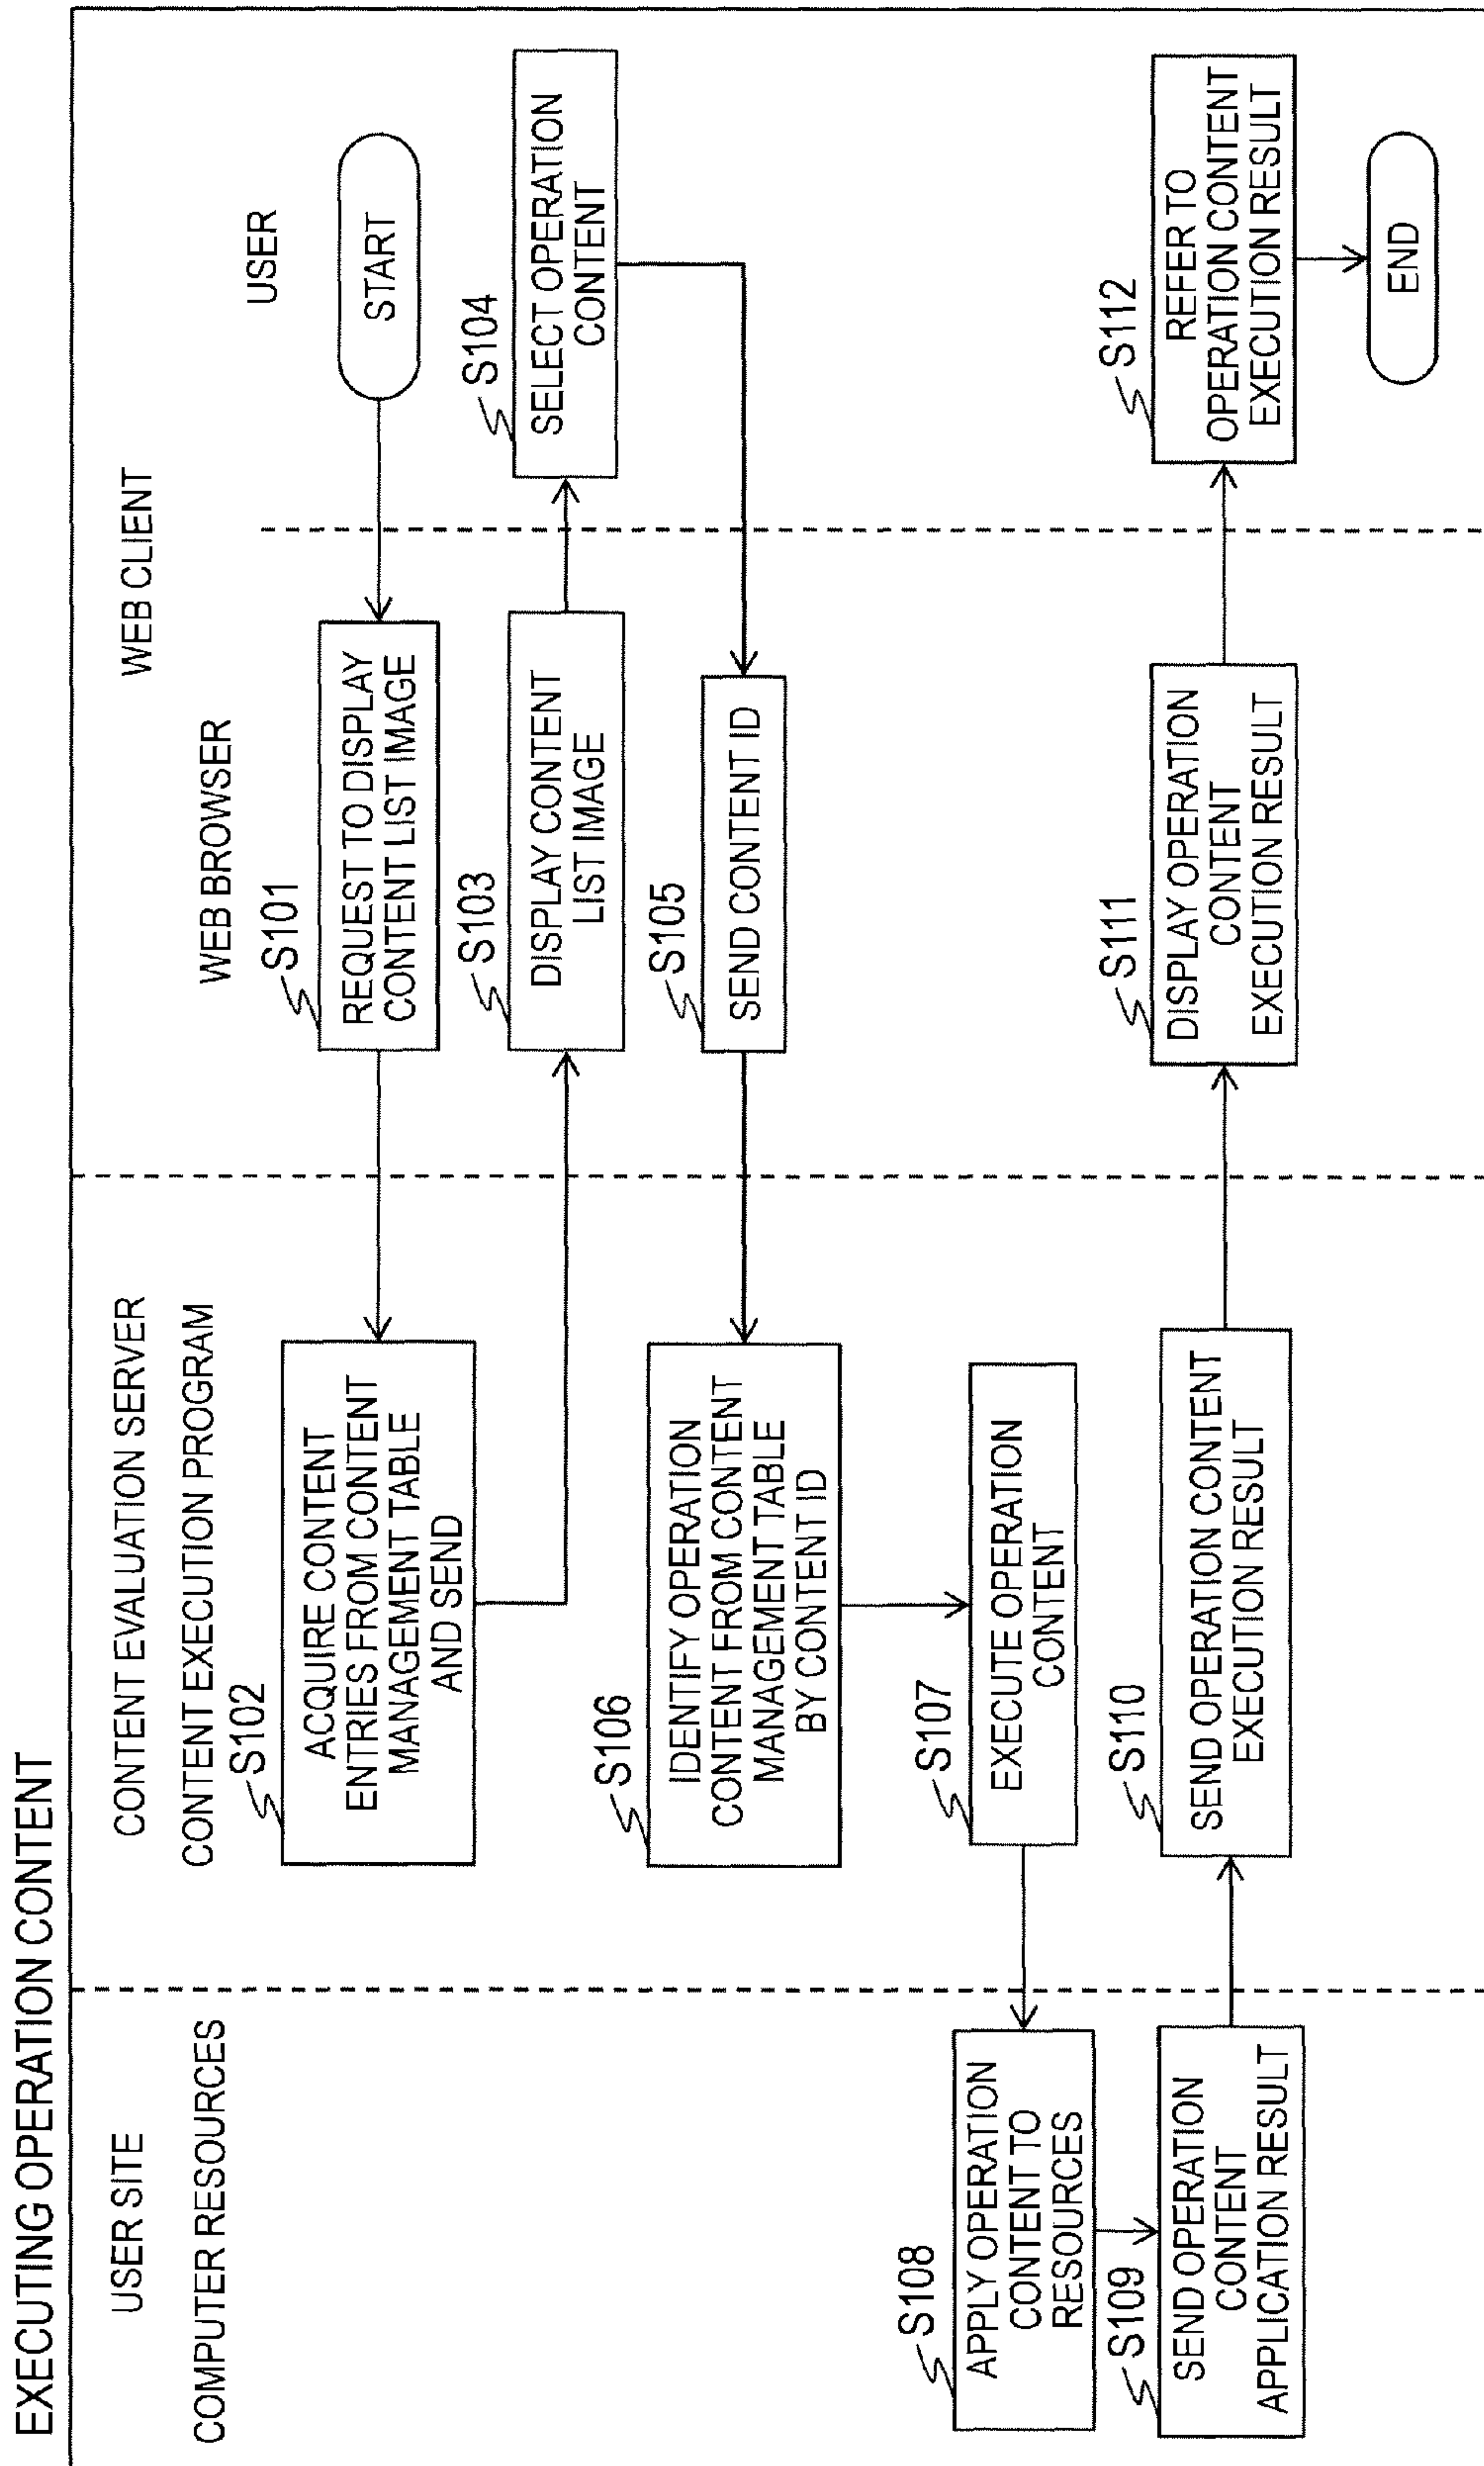 EXECUTING OPERATION CONTENT
USER SITE
COMPUTER RESOURCES
CONTENT EVALUATION SERVER
CONTENT EXECUTION PROGRAM
WEB CLIENT
WEB BROWSER
USER
START
S101
REQUEST TO DISPLAY
CONTENT LIST IMAGE
S102
ACQUIRE CONTENT
ENTRIES FROM CONTENT
MANAGEMENT TABLE
AND SEND
S103
DISPLAY CONTENT
LIST IMAGE
S104
SELECT OPERATION
CONTENT
S105
SEND CONTENT ID
S106
IDENTIFY OPERATION
CONTENT FROM CONTENT
MANAGEMENT TABLE
BY CONTENT ID
S107
EXECUTE OPERATION
CONTENT
S108
APPLY OPERATION
CONTENT TO
RESOURCES
S109
SEND OPERATION
CONTENT
APPLICATION RESULT
S110
SEND OPERATION CONTENT
EXECUTION RESULT
S111
DISPLAY OPERATION
CONTENT
EXECUTION RESULT
S112
REFER TO
OPERATION CONTENT
EXECUTION RESULT
END